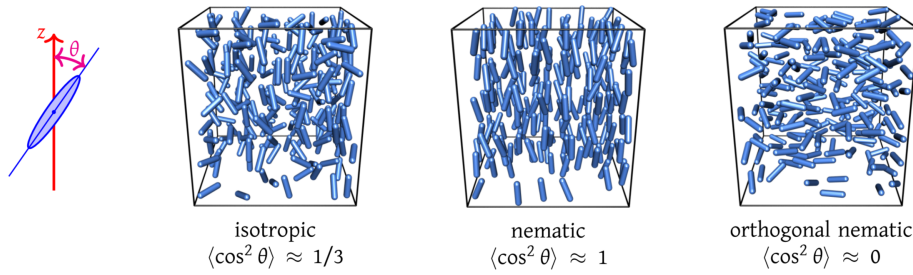 z
θ
isotropic
⟨cos² θ⟩ ≈ 1/3
nematic
⟨cos² θ⟩ ≈ 1
orthogonal nematic
⟨cos² θ⟩ ≈ 0